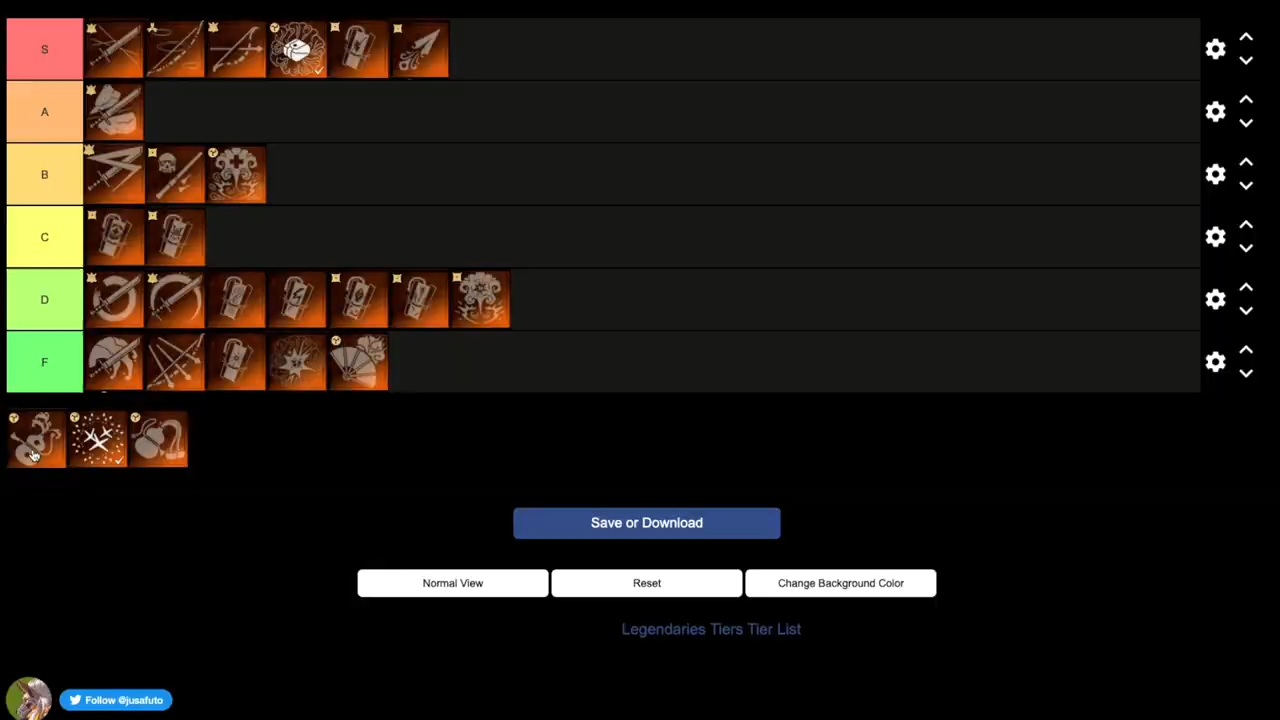 S
A
B
C
D
F
Save or Download
Normal View
Reset
Change Background Color
Legendaries Tiers Tier List
Follow @jusafuto